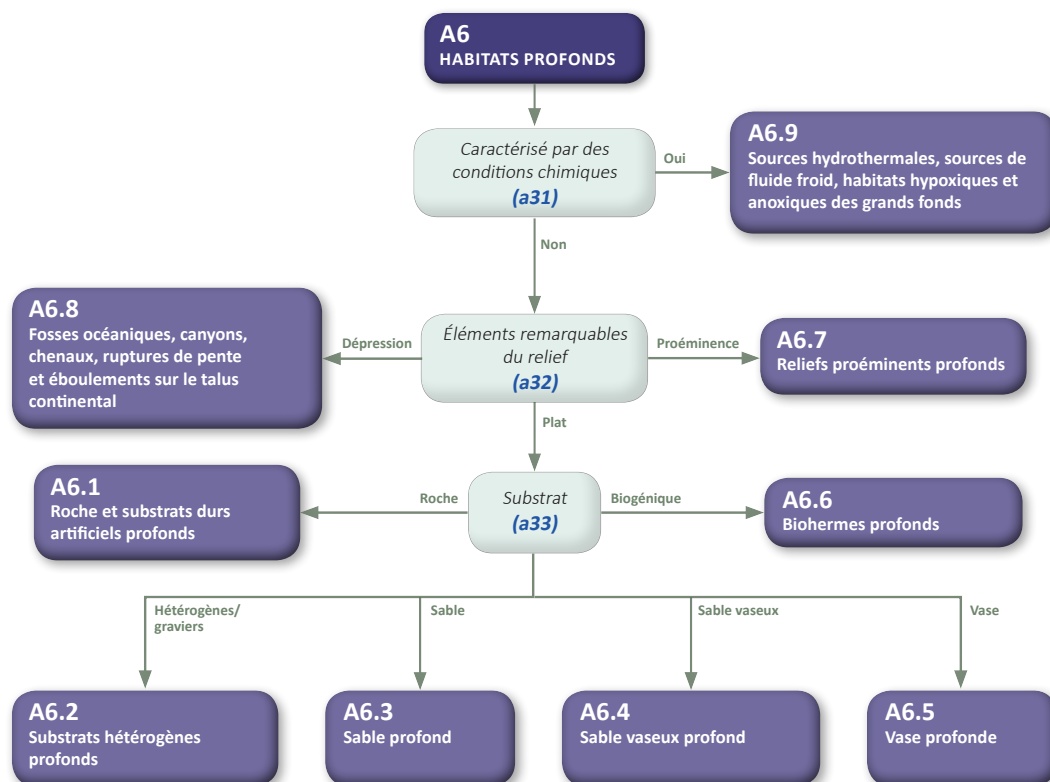 A6
HABITATS PROFONDS
Caractérisé par des
conditions chimiques
(a31)
Oui
A6.9
Sources hydrothermales, sources de
fluide froid, habitats hypoxiques et
anoxiques des grands fonds
Non
A6.8
Fosses océaniques, canyons,
chenaux, ruptures de pente
et éboulements sur le talus
continental
Dépression
Éléments remarquables
du relief
(a32)
Proéminence
A6.7
Reliefs proéminents profonds
Plat
A6.1
Roche et substrats durs
artificiels profonds
Roche
Substrat
(a33)
Biogénique
A6.6
Biohermes profonds
Hétérogènes/
graviers
Sable
Sable vaseux
Vase
A6.2
Substrats hétérogènes
profonds
A6.3
Sable profond
A6.4
Sable vaseux profond
A6.5
Vase profonde